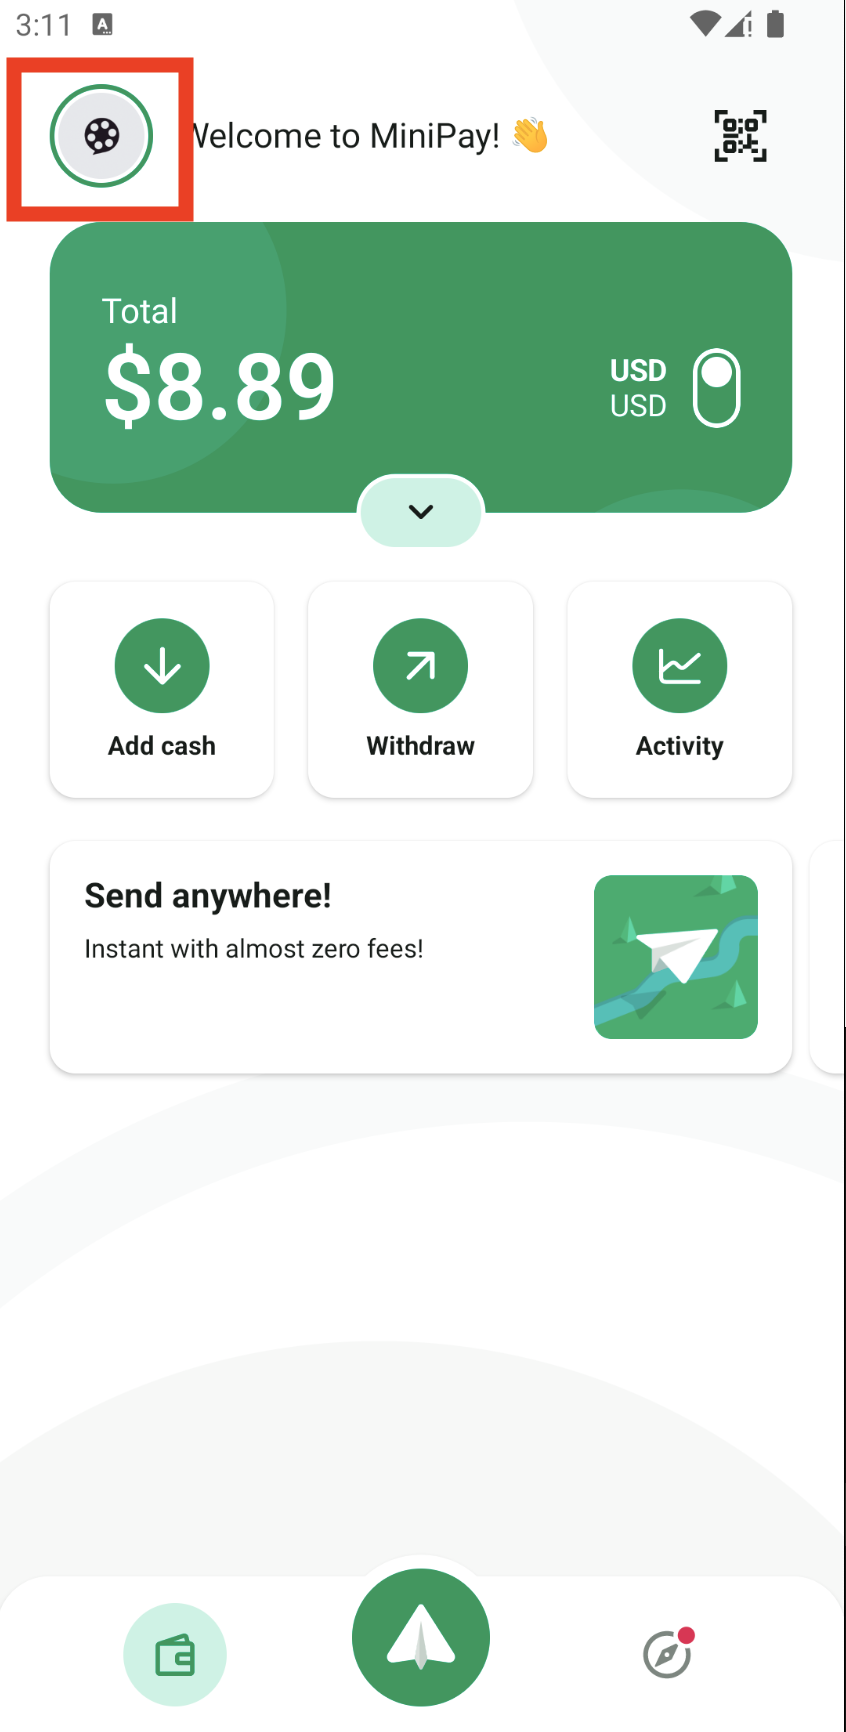 3:11 A
Welcome to MiniPay! 👋
Total
$8.89
USD
USD
Add cash
Withdraw
Activity
Send anywhere!
Instant with almost zero fees!